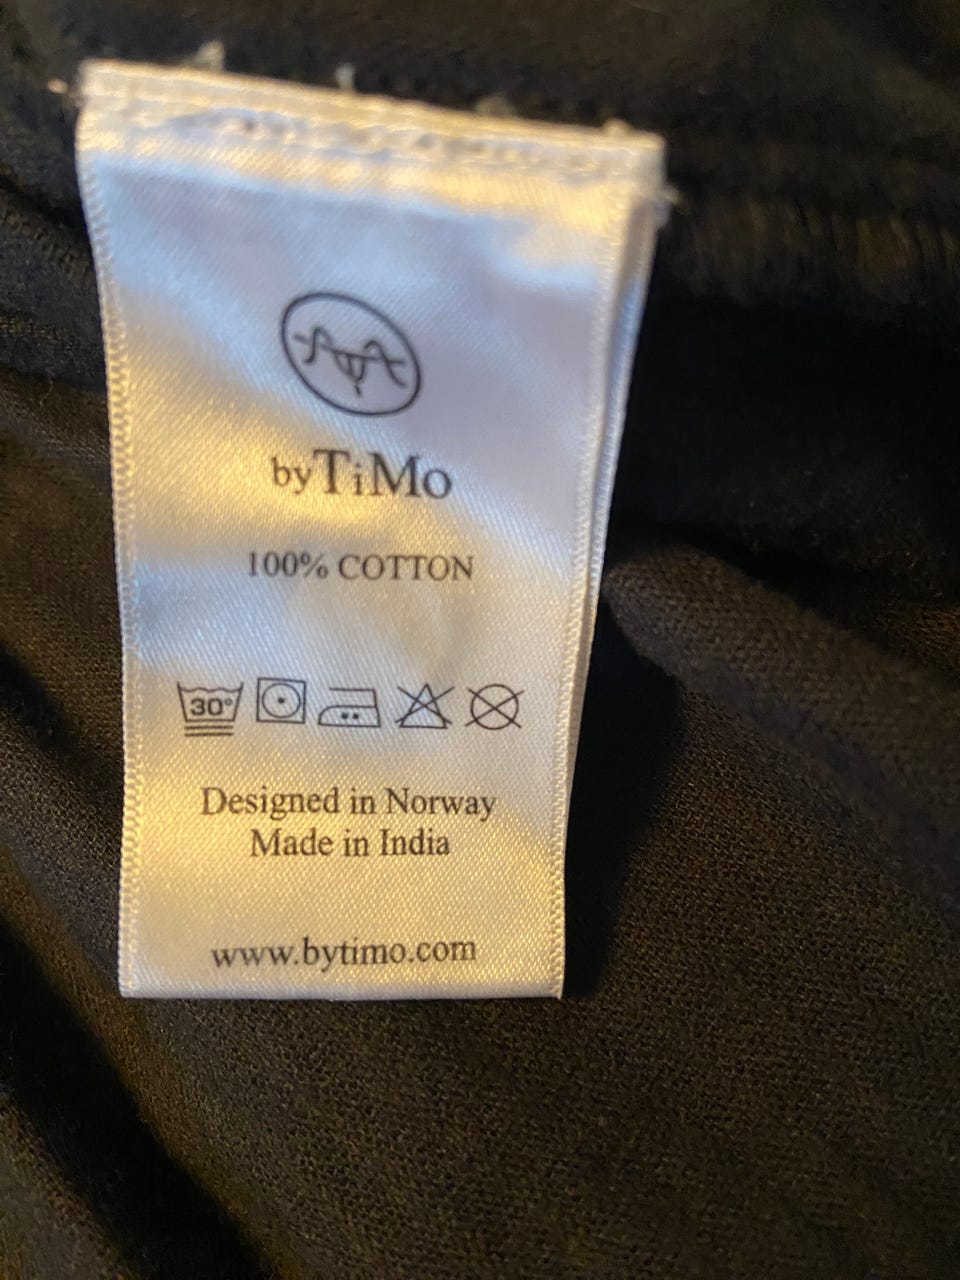 byTiMo
100% COTTON
30°
Designed in Norway
Made in India
www.bytimo.com